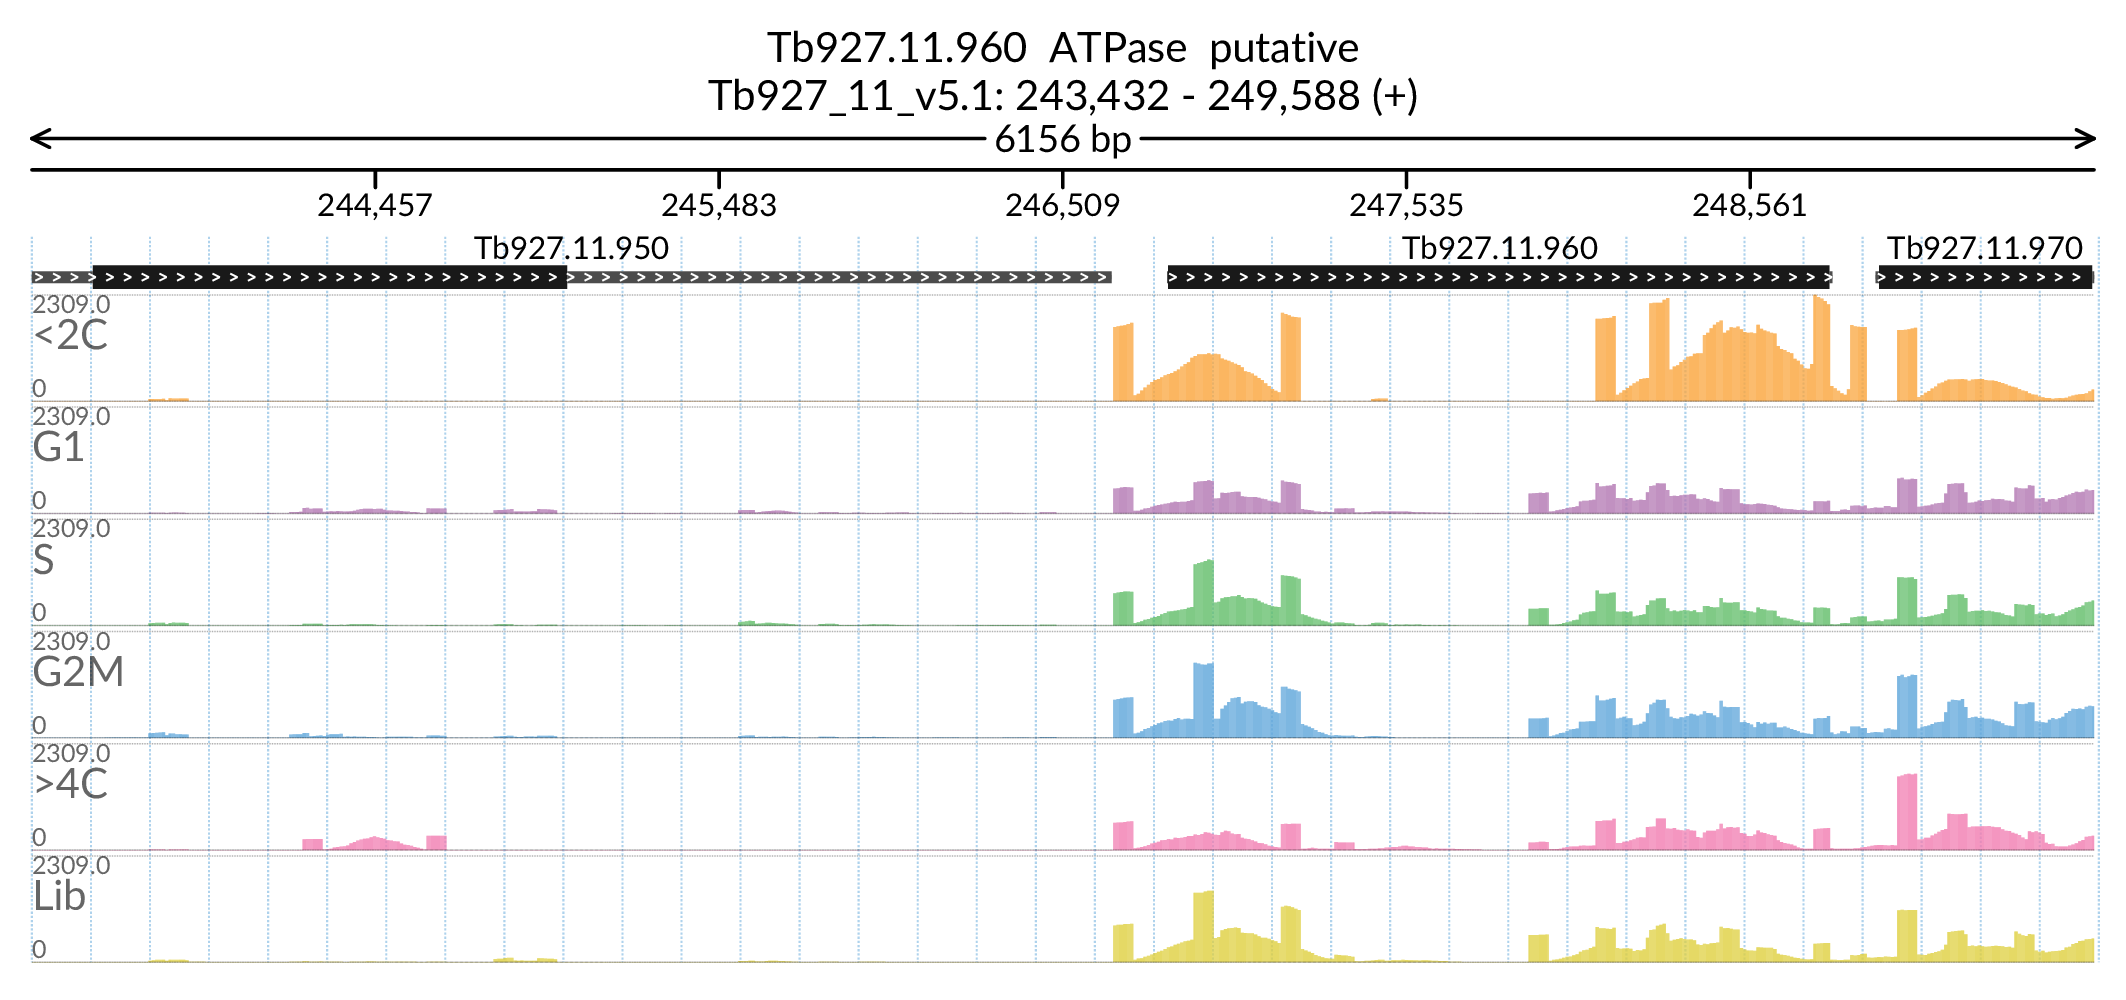 Tb927.11.960 ATPase putative
Tb927_11_v5.1: 243,432 - 249,588 (+)
6156 bp
244,457 245,483 246,509 247,535 248,561
Tb927.11.950 Tb927.11.960 Tb927.11.970
2309.0
<2C
0
2309.0
G1
0
2309.0
S
0
2309.0
G2M
0
2309.0
>4C
0
2309.0
Lib
0